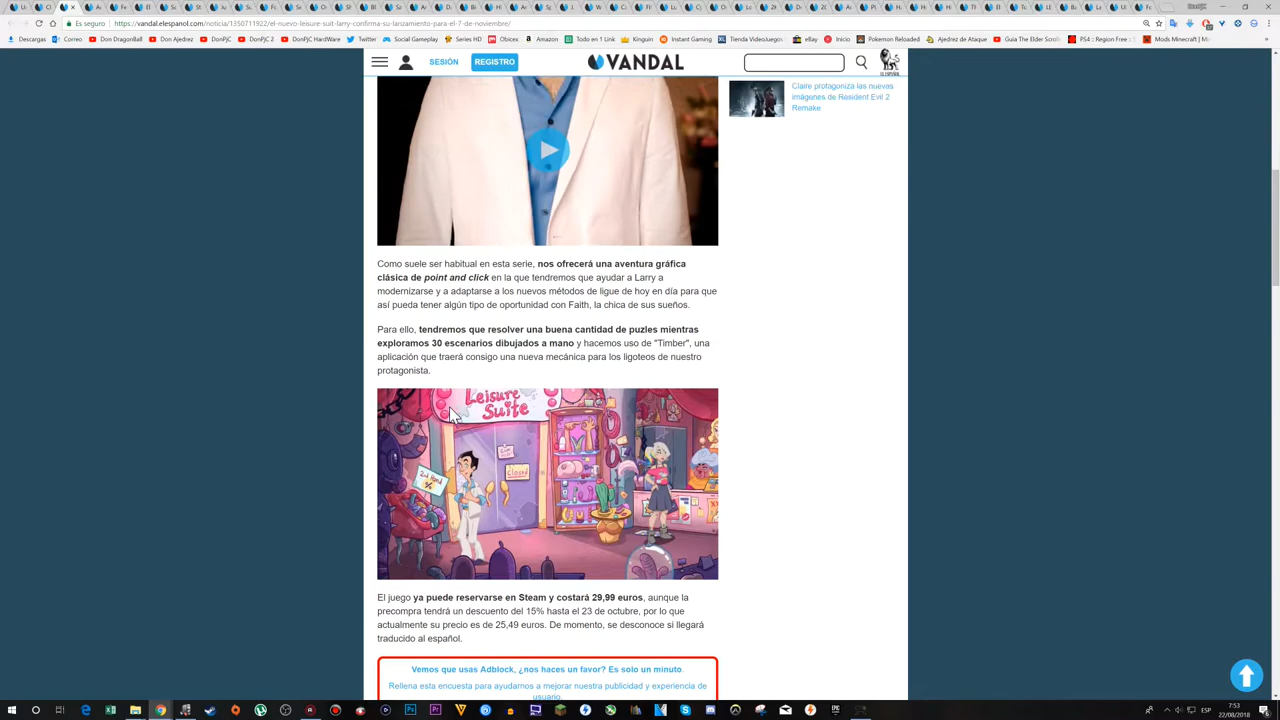 Es seguro https://vandal.elespanol.com/noticia/1350711922/el-nuevo-leisure-suit-larry-confirma-su-lanzamiento-para-el-7-de-noviembre/
Descargas Correo Don DragonBall Don Ajedrez DonPjC DonPjC 2 DonPjC HardWare Twitter Social Gameplay Series HD Obices Amazon Todo en 1 Link Kinguin Instant Gaming Tienda VideoJuegos eBay Inicio Pokemon Reloaded Ajedrez de Ataque Guia The Elder Scrolls PS4 :: Region Free :: S Mods Minecraft | Mi »
SESIÓN REGISTRO VANDAL EL ESPAÑOL
Claire protagoniza las nuevas
imágenes de Resident Evil 2
Remake
Como suele ser habitual en esta serie, nos ofrecerá una aventura gráfica
clásica de point and click en la que tendremos que ayudar a Larry a
modernizarse y a adaptarse a los nuevos métodos de ligue de hoy en día para que
así pueda tener algún tipo de oportunidad con Faith, la chica de sus sueños.
Para ello, tendremos que resolver una buena cantidad de puzles mientras
exploramos 30 escenarios dibujados a mano y hacemos uso de "Timber", una
aplicación que traerá consigo una nueva mecánica para los ligoteos de nuestro
protagonista.
Leisure
Suite
Closed
2nd Hand
%
El juego ya puede reservarse en Steam y costará 29,99 euros, aunque la
precompra tendrá un descuento del 15% hasta el 23 de octubre, por lo que
actualmente su precio es de 25,49 euros. De momento, se desconoce si llegará
traducido al español.
Vemos que usas Adblock, ¿nos haces un favor? Es solo un minuto.
Rellena esta encuesta para ayudarnos a mejorar nuestra publicidad y experiencia de
usuario.
ESP
7:53
22/08/2018